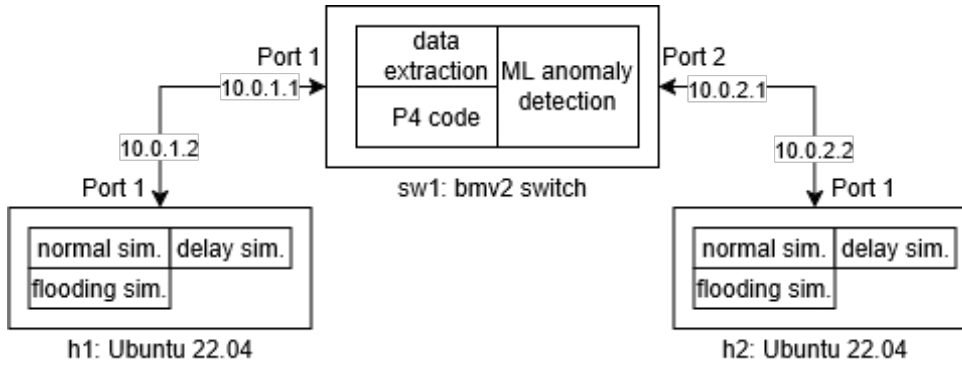 data
extraction
ML anomaly
detection
P4 code
Port 1
Port 2
10.0.1.1
10.0.2.1
sw1: bmv2 switch
10.0.1.2
10.0.2.2
Port 1
Port 1
normal sim.
delay sim.
flooding sim.
h1: Ubuntu 22.04
normal sim.
delay sim.
flooding sim.
h2: Ubuntu 22.04